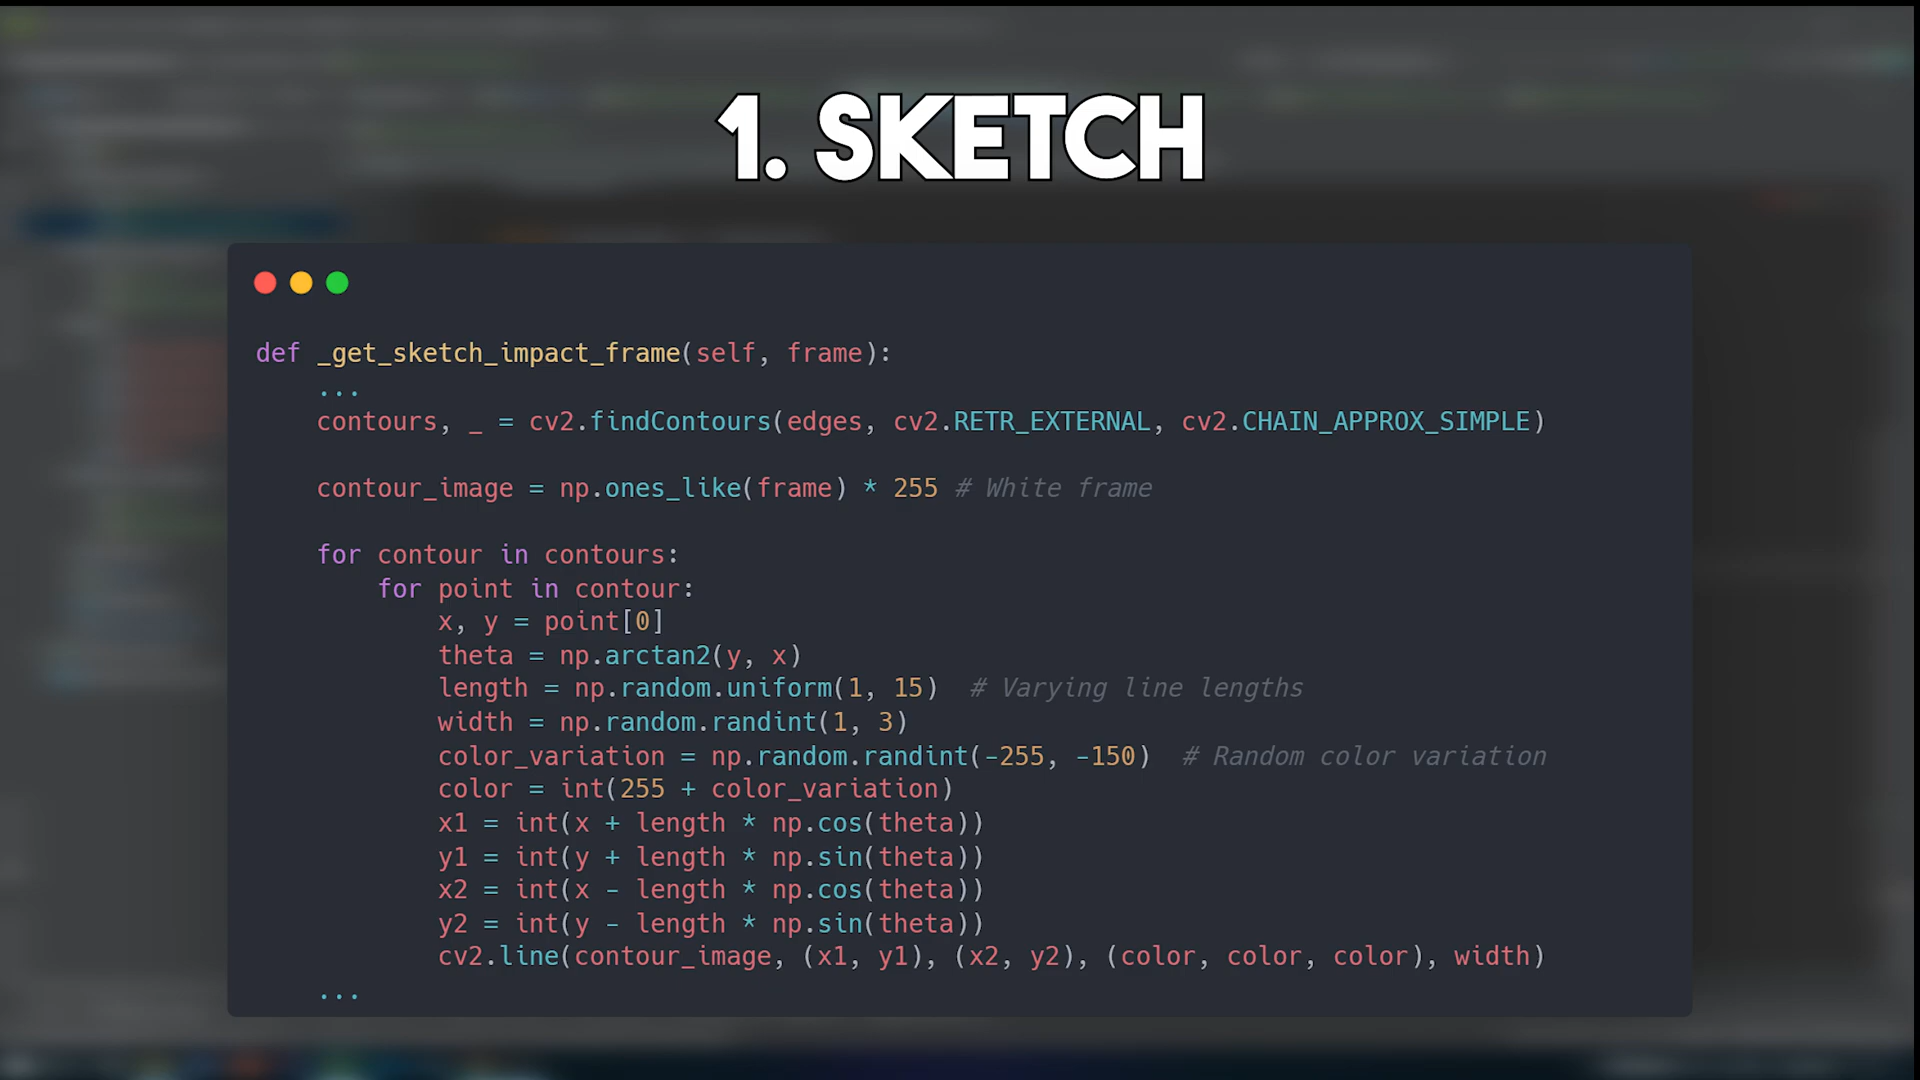 1. SKETCH
def _get_sketch_impact_frame(self, frame):
...
contours, _ = cv2.findContours(edges, cv2.RETR_EXTERNAL, cv2.CHAIN_APPROX_SIMPLE)
contour_image = np.ones_like(frame) * 255 # White frame
for contour in contours:
for point in contour:
x, y = point[0]
theta = np.arctan2(y, x)
length = np.random.uniform(1, 15)  # Varying line lengths
width = np.random.randint(1, 3)
color_variation = np.random.randint(-255, -150)  # Random color variation
color = int(255 + color_variation)
x1 = int(x + length * np.cos(theta))
y1 = int(y + length * np.sin(theta))
x2 = int(x - length * np.cos(theta))
y2 = int(y - length * np.sin(theta))
cv2.line(contour_image, (x1, y1), (x2, y2), (color, color, color), width)
...